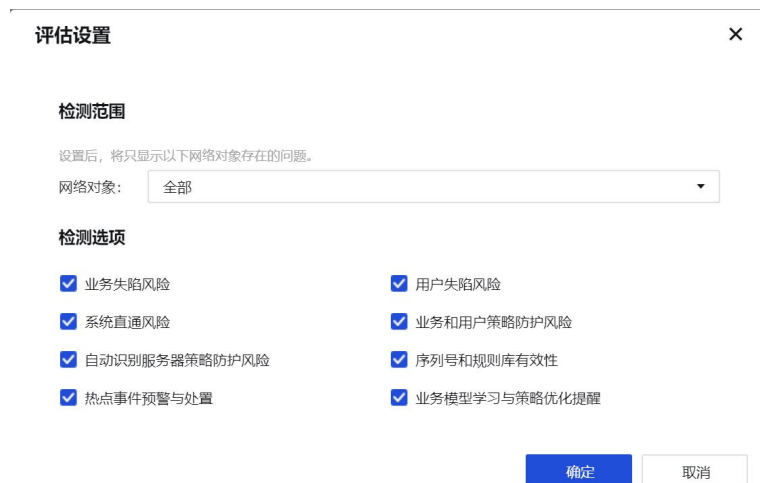 评估设置
检测范围
设置后，将只显示以下网络对象存在的问题。
网络对象： 全部
检测选项
业务失陷风险 用户失陷风险
系统直通风险 业务和用户策略防护风险
自动识别服务器策略防护风险 序列号和规则库有效性
热点事件预警与处置 业务模型学习与策略优化提醒
确定 取消